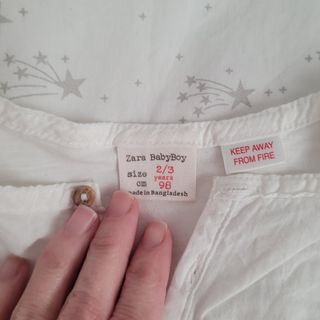 Zara BabyBoy
size 2/3
years
cm 98
made in Bangladesh
KEEP AWAY
FROM FIRE